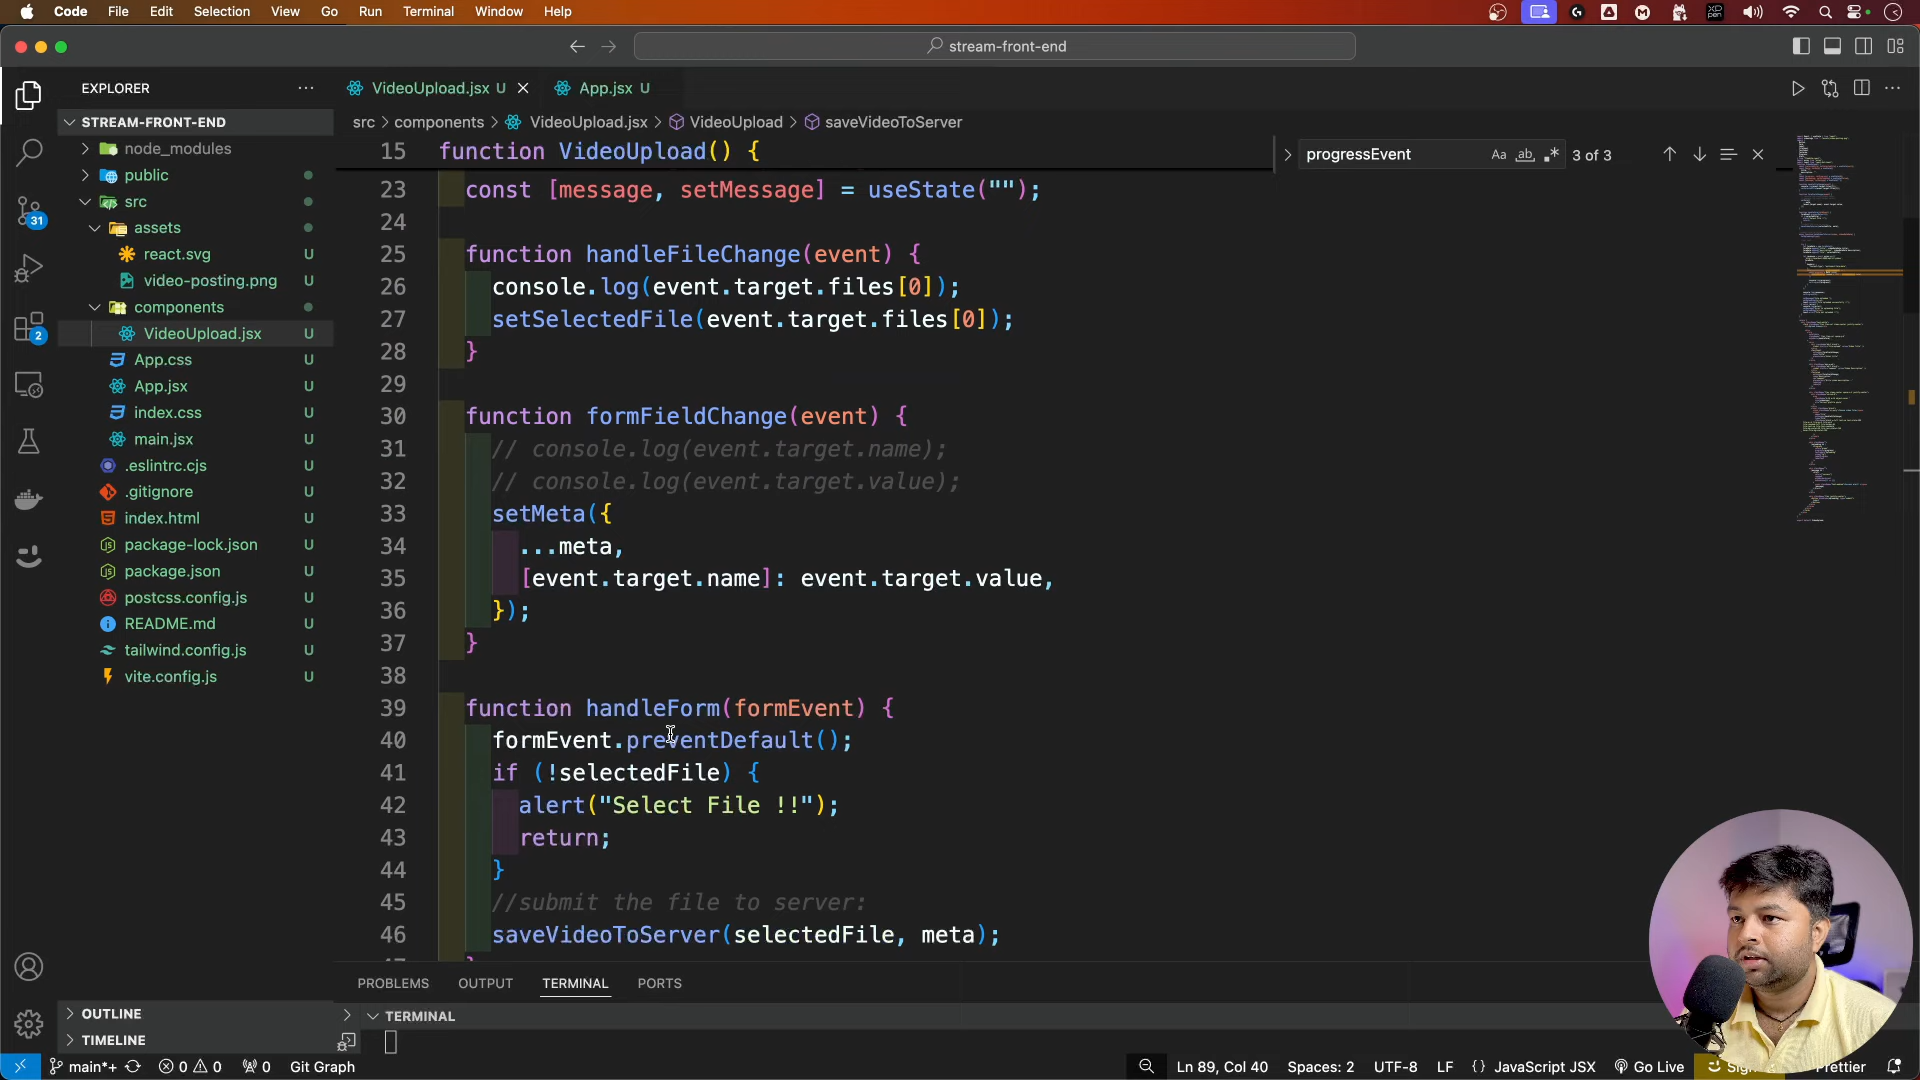 Code File Edit Selection View Go Run Terminal Window Help
stream-front-end
EXPLORER
VideoUpload.jsx U
App.jsx U
STREAM-FRONT-END
src > components > VideoUpload.jsx > VideoUpload > saveVideoToServer
node_modules
public
src
assets
react.svg U
video-posting.png U
components
VideoUpload.jsx U
App.css U
App.jsx U
index.css U
main.jsx U
.eslintrc.cjs U
.gitignore U
index.html U
package-lock.json U
package.json U
postcss.config.js U
README.md U
tailwind.config.js U
vite.config.js U
31
2
OUTLINE
TIMELINE
progressEvent Aa ab 3 of 3
15 function VideoUpload() {
23 const [message, setMessage] = useState("");
24
25 function handleFileChange(event) {
26 console.log(event.target.files[0]);
27 setSelectedFile(event.target.files[0]);
28 }
29
30 function formFieldChange(event) {
31 // console.log(event.target.name);
32 // console.log(event.target.value);
33 setMeta({
34 ...meta,
35 [event.target.name]: event.target.value,
36 });
37 }
38
39 function handleForm(formEvent) {
40 formEvent.preventDefault();
41 if (!selectedFile) {
42 alert("Select File !!");
43 return;
44 }
45 //submit the file to server:
46 saveVideoToServer(selectedFile, meta);
PROBLEMS OUTPUT TERMINAL PORTS
TERMINAL
main*+ 0 0 0 Git Graph Ln 89, Col 40 Spaces: 2 UTF-8 LF {} JavaScript JSX Go Live